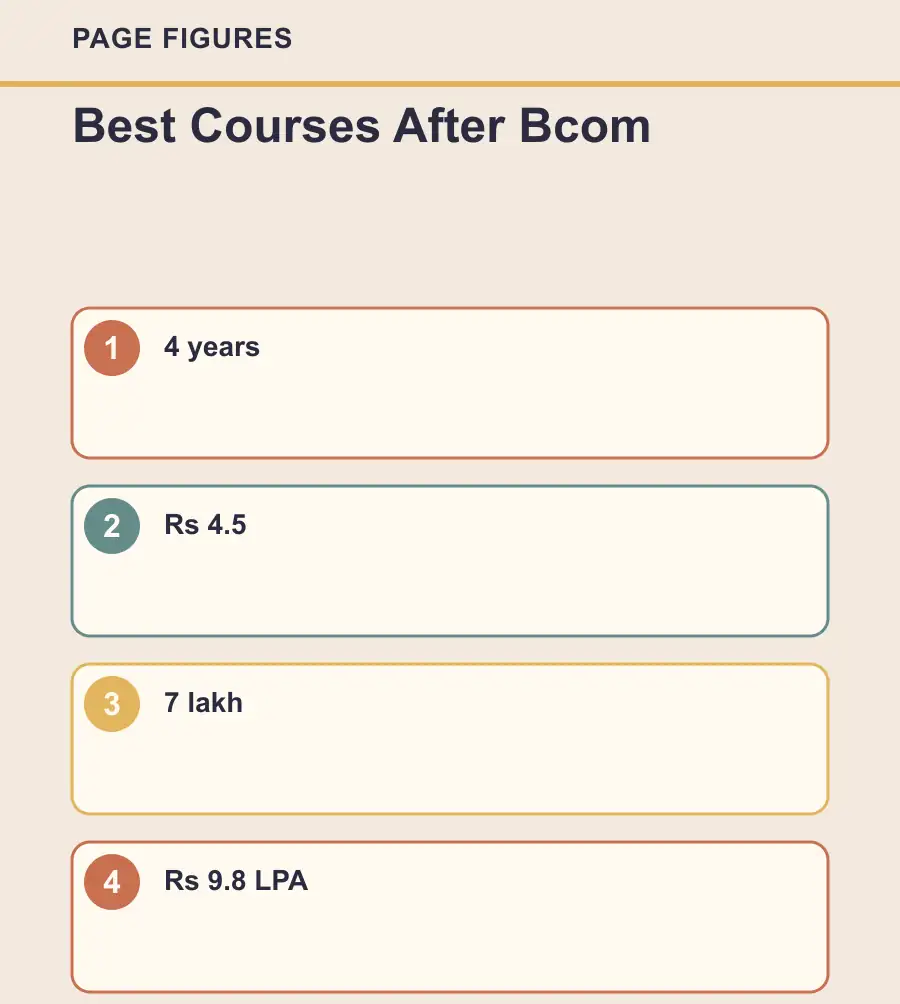 PAGE FIGURES
Best Courses After Bcom
1
4 years
2
Rs 4.5
3
7 lakh
4
Rs 9.8 LPA